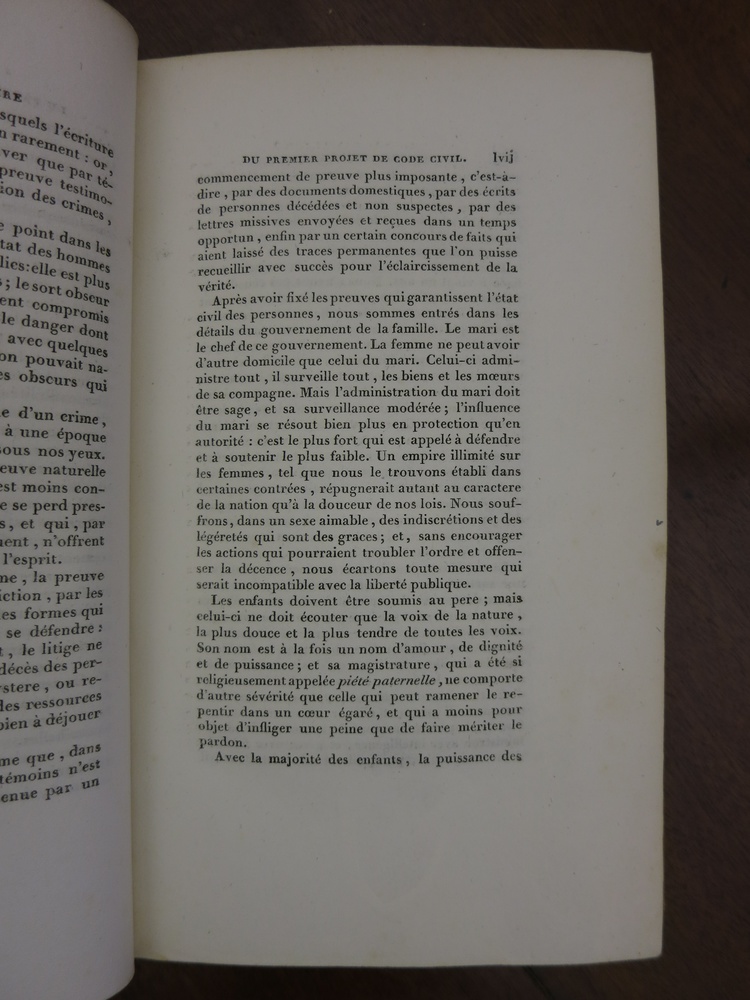 RE
squels l'écriture
n rarement : or,
ver que par té-
preuve testimo-
ion des crimes,
e point dans les
tat des hommes
lics: elle est plus
; le sort obscur
ent compromis
le danger dont
avec quelques
on pouvait na-
es obscurs qui
e d'un crime,
à une époque
sous nos yeux.
euve naturelle
est moins con-
e se perd pres-
s, et qui, par
ment, n'offrent
l'esprit.
ne, la preuve
iction, par les
es formes qui
se défendre :
t, le litige ne
décès des per-
ystere, ou re-
des ressources
bien à déjouer
me que, dans
témoins n'est
enue par un
DU PREMIER PROJET DE CODE CIVIL. lvij
commencement de preuve plus imposante, c'est-à-
dire, par des documents domestiques, par des écrits
de personnes décédées et non suspectes, par des
lettres missives envoyées et reçues dans un temps
opportun, enfin par un certain concours de faits qui
aient laissé des traces permanentes que l'on puisse
recueillir avec succès pour l'éclaircissement de la
vérité.
Après avoir fixé les preuves qui garantissent l'état
civil des personnes, nous sommes entrés dans les
détails du gouvernement de la famille. Le mari est
le chef de ce gouvernement. La femme ne peut avoir
d'autre domicile que celui du mari. Celui-ci admi-
nistre tout, il surveille tout, les biens et les mœurs
de sa compagne. Mais l'administration du mari doit
être sage, et sa surveillance modérée ; l'influence
du mari se résout bien plus en protection qu'en
autorité : c'est le plus fort qui est appelé à défendre
et à soutenir le plus faible. Un empire illimité sur
les femmes, tel que nous le trouvons établi dans
certaines contrées, répugnerait autant au caractere
de la nation qu'à la douceur de nos lois. Nous souf-
frons, dans un sexe aimable, des indiscrétions et des
légèretés qui sont des graces ; et, sans encourager
les actions qui pourraient troubler l'ordre et offen-
ser la décence, nous écartons toute mesure qui
serait incompatible avec la liberté publique.
Les enfants doivent être soumis au pere ; mais
celui-ci ne doit écouter que la voix de la nature,
la plus douce et la plus tendre de toutes les voix.
Son nom est à la fois un nom d'amour, de dignité
et de puissance ; et sa magistrature, qui a été si
religieusement appelée piété paternelle, ne comporte
d'autre sévérité que celle qui peut ramener le re-
pentir dans un cœur égaré, et qui a moins pour
objet d'infliger une peine que de faire mériter le
pardon.
Avec la majorité des enfants, la puissance des